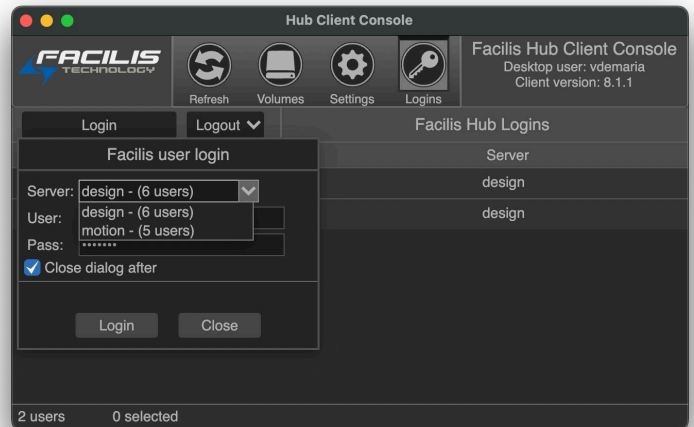 Hub Client Console
FACILIS
TECHNOLOGY
Refresh
Volumes
Settings
Logins
Facilis Hub Client Console
Desktop user: vdemaria
Client version: 8.1.1
Login
Logout
Facilis Hub Logins
Facilis user login
Server
Server: design - (6 users)
design
design - (6 users)
User:
motion - (5 users)
design
Pass: •••••••
Close dialog after
Login
Close
2 users
0 selected